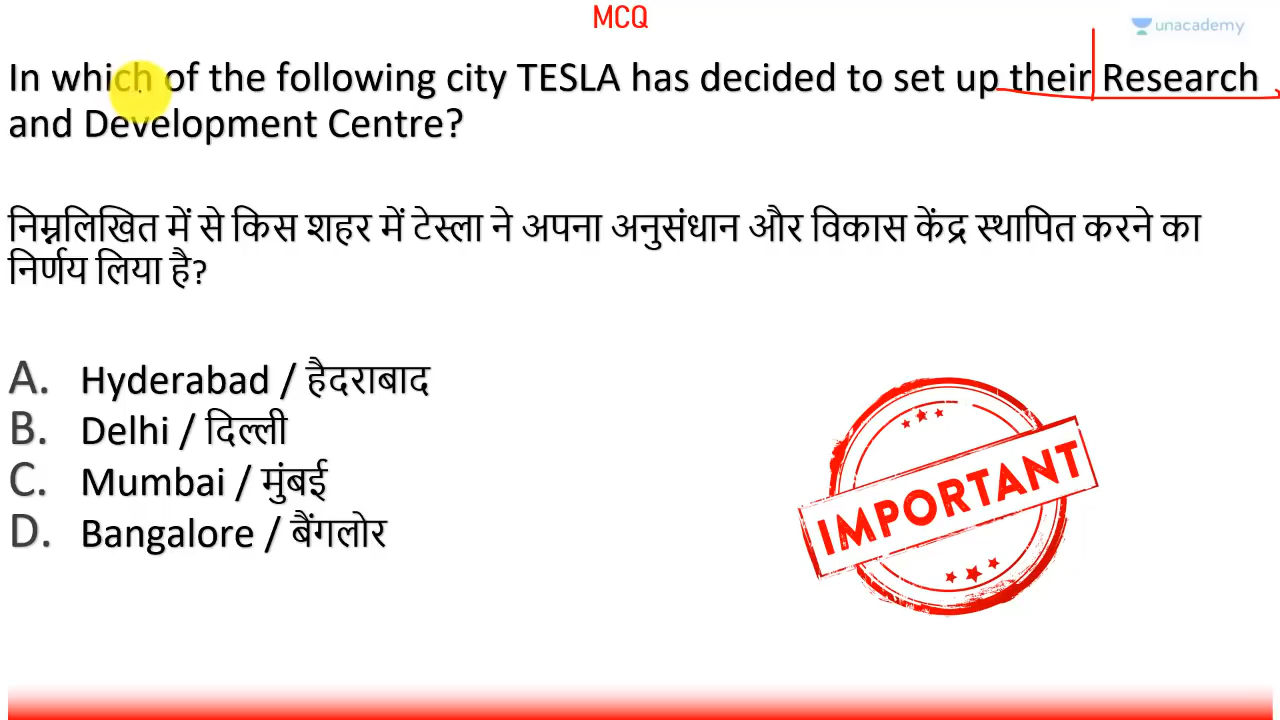 MCQ
unacademy
In which of the following city TESLA has decided to set up their Research
and Development Centre?
निम्नलिखित में से किस शहर में टेस्ला ने अपना अनुसंधान और विकास केंद्र स्थापित करने का
निर्णय लिया है?
A. Hyderabad / हैदराबाद
B. Delhi / दिल्ली
C. Mumbai / मुंबई
D. Bangalore / बैंगलोर
IMPORTANT